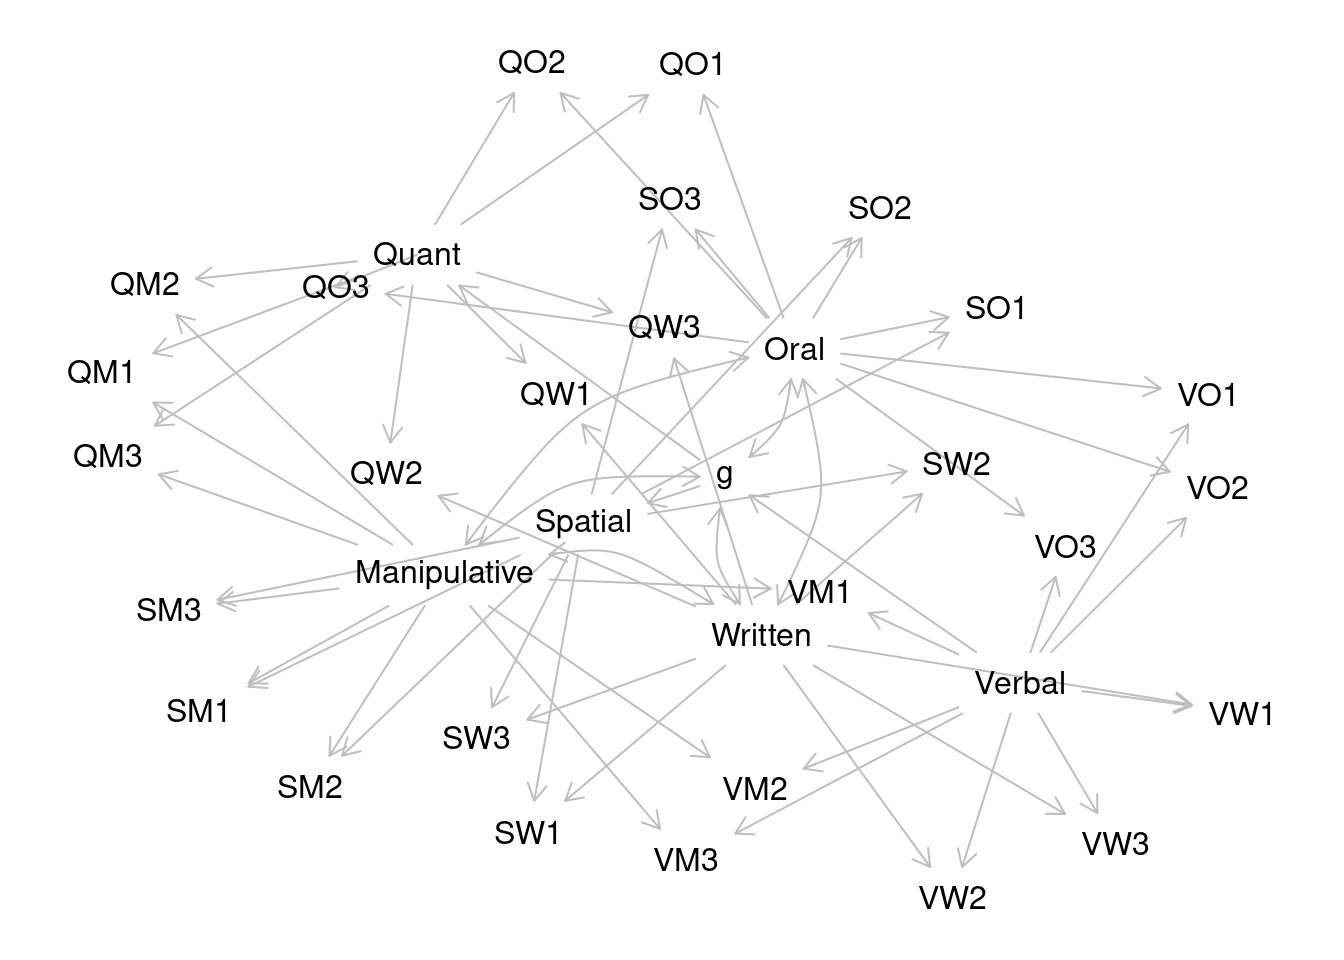 QO2
QO1
SO3
SO2
Quant
QM2
QO3
SO1
QW3
Oral
QM1
QW1
VO1
QM3
QW2
g
SW2
VO2
Spatial
VO3
Manipulative
VM1
SM3
Written
Verbal
SM1
VW1
SW3
SM2
VM2
SW1
VW3
VM3
VW2